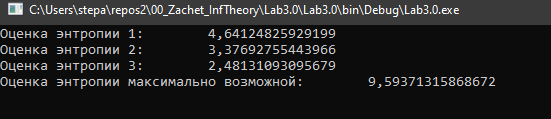 C:\Users\stepa\repos2\00_Zachet_InfTheory\Lab3.0\Lab3.0\bin\Debug\Lab3.0.exe
Оценка энтропии 1: 4,64124825929199
Оценка энтропии 2: 3,37692755443966
Оценка энтропии 3: 2,48131093095679
Оценка энтропии максимально возможной: 9,59371315868672